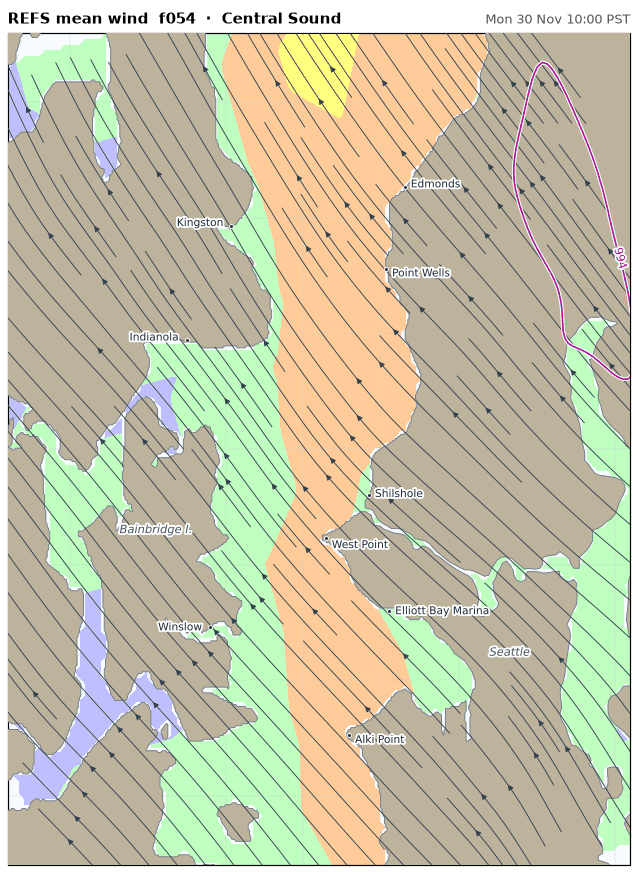 REFS mean wind  f054  ·  Central Sound
Mon 30 Nov 10:00 PST
Edmonds
Kingston
994
Point Wells
Indianola
Shilshole
Bainbridge I.
West Point
Elliott Bay Marina
Winslow
Seattle
Alki Point